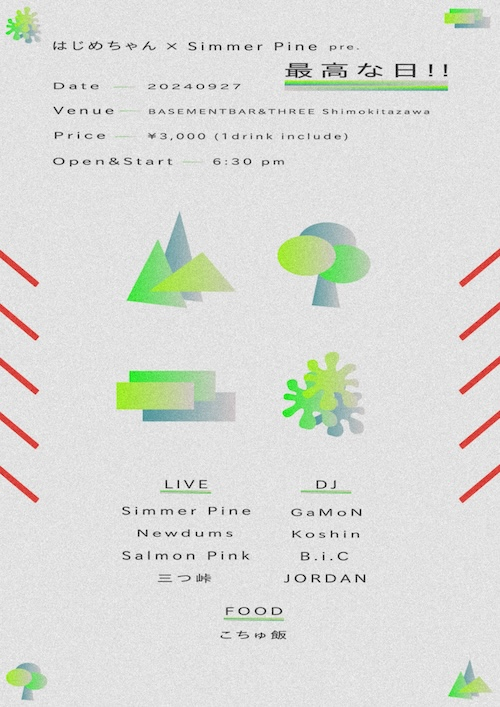 はじめちゃん × Simmer Pine pre.
最高な日!!
Date — 20240927
Venue — BASEMENTBAR&THREE Shimokitazawa
Price — ¥3,000 (1drink include)
Open&Start — 6:30 pm
LIVE
Simmer Pine
Newdums
Salmon Pink
三つ峠
DJ
GaMoN
Koshin
B.i.C
JORDAN
FOOD
こちゅ飯